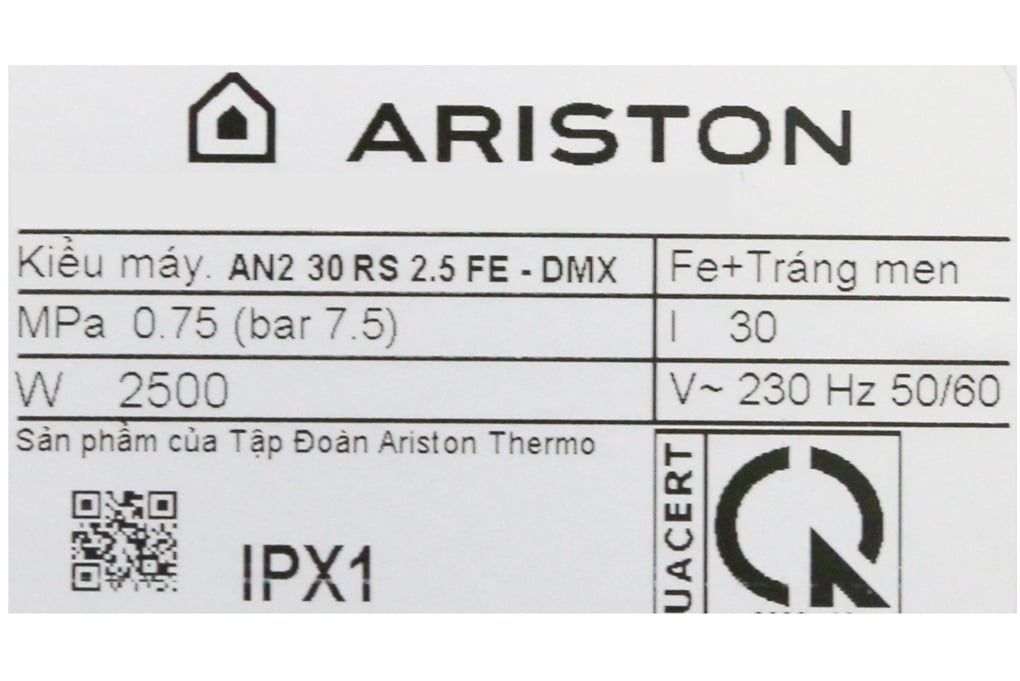 ARISTON
Kiểu máy. AN2 30 RS 2.5 FE - DMX
Fe+Tráng men
MPa 0.75 (bar 7.5)
l 30
W 2500
V~ 230 Hz 50/60
Sản phẩm của Tập Đoàn Ariston Thermo
IPX1
UACERT